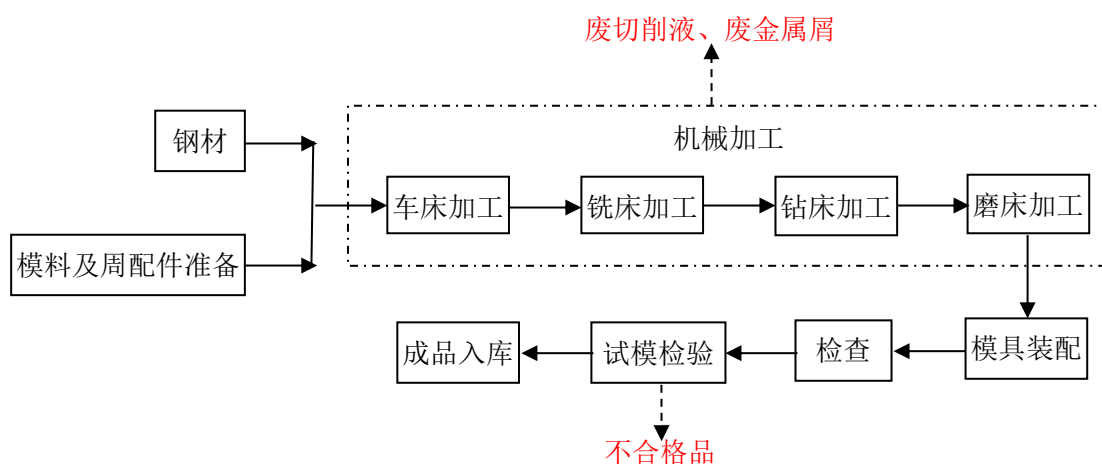 废切削液、废金属屑
机械加工
钢材
车床加工
铣床加工
钻床加工
磨床加工
模料及周配件准备
成品入库
试模检验
检查
模具装配
不合格品